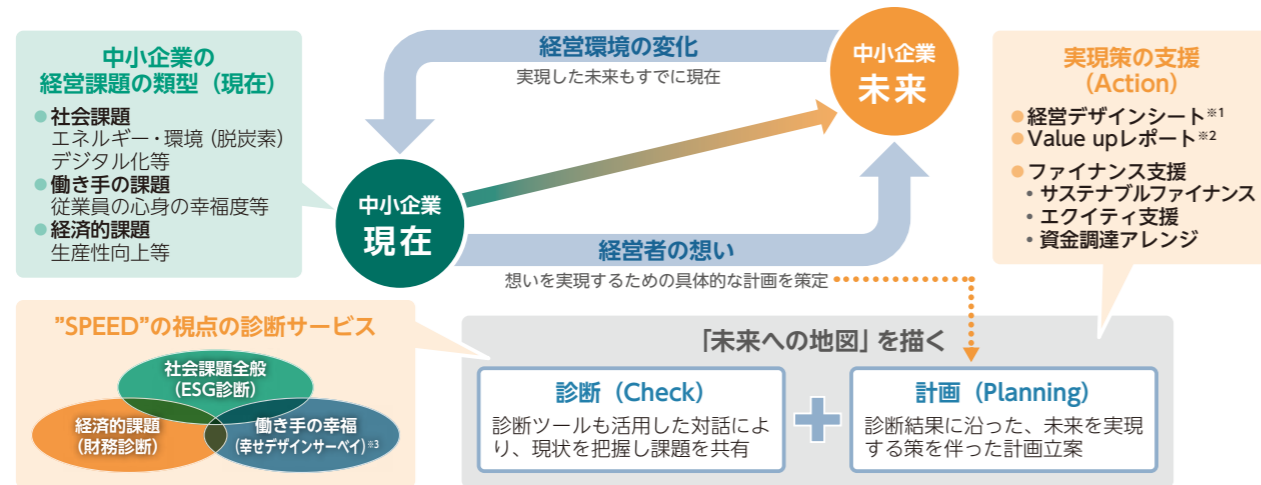 中小企業の
経営課題の類型（現在）
●社会課題
エネルギー・環境（脱炭素）
デジタル化等
●働き手の課題
従業員の心身の幸福度等
●経済的課題
生産性向上等
経営環境の変化
実現した未来もすでに現在
中小企業
未来
中小企業
現在
経営者の想い
想いを実現するための具体的な計画を策定
実現策の支援
（Action）
●経営デザインシート※1
●Value upレポート※2
●ファイナンス支援
・サステナブルファイナンス
・エクイティ支援
・資金調達アレンジ
”SPEED”の視点の診断サービス
社会課題全般
（ESG診断）
経済的課題
（財務診断）
働き手の幸福
（幸せデザインサーベイ）※3
「未来への地図」を描く
診断（Check）
診断ツールも活用した対話によ
り、現状を把握し課題を共有
計画（Planning）
診断結果に沿った、未来を実現
する策を伴った計画立案